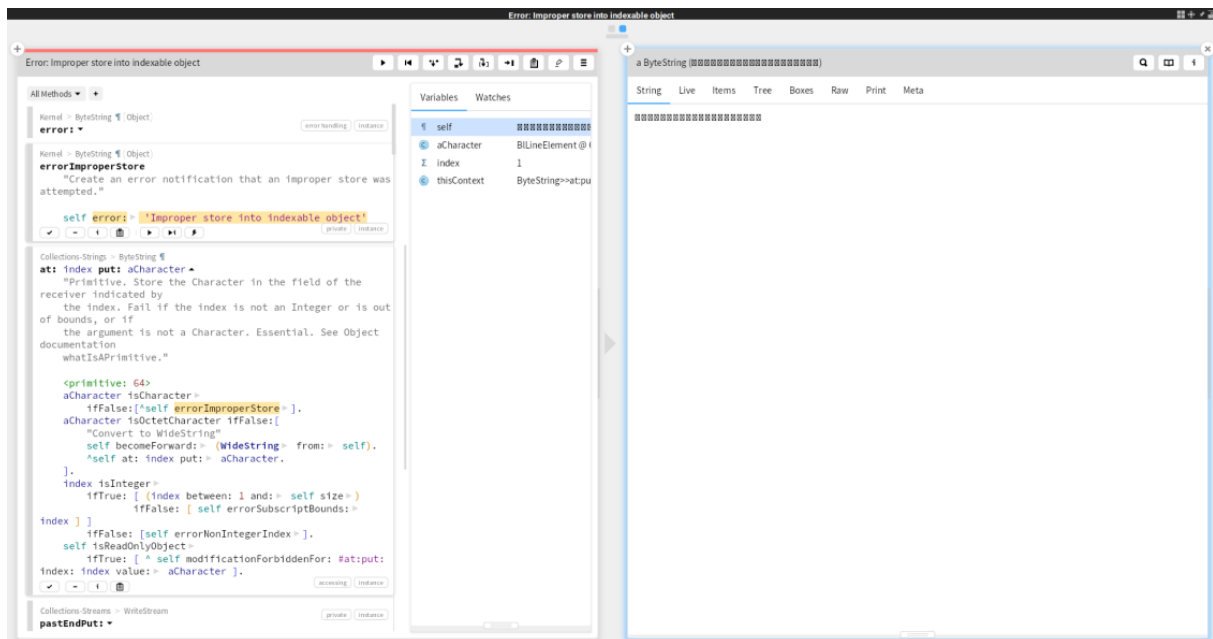 Error: Improper store into indexable object
Error: Improper store into indexable object
All Methods
Kernel > ByteString ¶ (Object)
error:
error handling instance
Kernel > ByteString ¶ (Object)
errorImproperStore
"Create an error notification that an improper store was
attempted."
self error: 'Improper store into indexable object'
private instance
Collections-Strings > ByteString ¶
at: index put: aCharacter
"Primitive. Store the Character in the field of the
receiver indicated by
the index. Fail if the index is not an Integer or is out
of bounds, or if
the argument is not a Character. Essential. See Object
documentation
whatIsAPrimitive."
<primitive: 64>
aCharacter isCharacter
ifFalse:[^self errorImproperStore ].
aCharacter isOctetCharacter ifFalse:[
"Convert to WideString"
self becomeForward: (WideString from: self).
^self at: index put: aCharacter.
].
index isInteger
ifTrue: [ (index between: 1 and: self size )
ifFalse: [ self errorSubscriptBounds:
index ] ]
ifFalse: [self errorNonIntegerIndex ].
self isReadOnlyObject
ifTrue: [ ^ self modificationForbiddenFor: #at:put:
index: index value: aCharacter ].
accessing instance
Collections-Streams > WriteStream
pastEndPut:
private instance
Variables Watches
self
aCharacter BlLineElement @
index 1
thisContext ByteString>>at:pu
a ByteString ()
String Live Items Tree Boxes Raw Print Meta